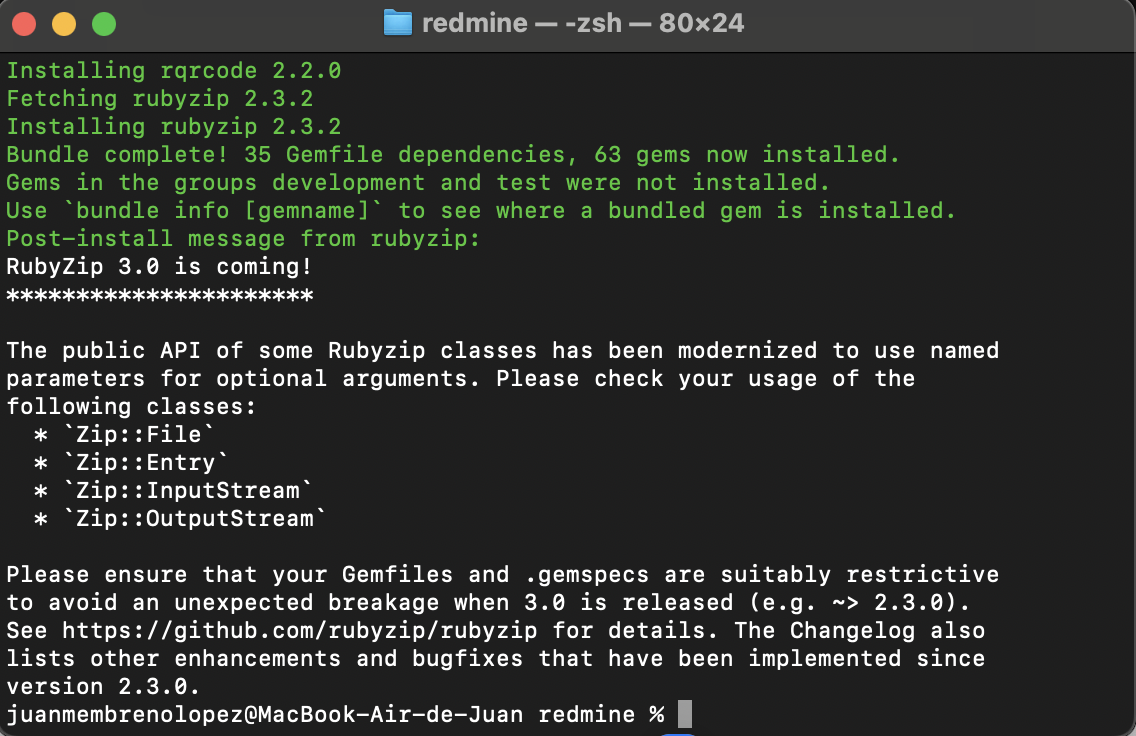 redmine — -zsh — 80×24
Installing rqrcode 2.2.0
Fetching rubyzip 2.3.2
Installing rubyzip 2.3.2
Bundle complete! 35 Gemfile dependencies, 63 gems now installed.
Gems in the groups development and test were not installed.
Use `bundle info [gemname]` to see where a bundled gem is installed.
Post-install message from rubyzip:
RubyZip 3.0 is coming!
**********************
The public API of some Rubyzip classes has been modernized to use named
parameters for optional arguments. Please check your usage of the
following classes:
  * `Zip::File`
  * `Zip::Entry`
  * `Zip::InputStream`
  * `Zip::OutputStream`
Please ensure that your Gemfiles and .gemspecs are suitably restrictive
to avoid an unexpected breakage when 3.0 is released (e.g. ~> 2.3.0).
See https://github.com/rubyzip/rubyzip for details. The Changelog also
lists other enhancements and bugfixes that have been implemented since
version 2.3.0.
juanmembrenolopez@MacBook-Air-de-Juan redmine %